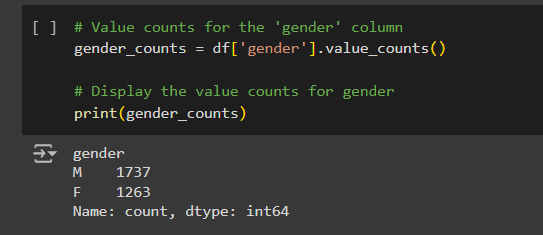 [ ] # Value counts for the 'gender' column
gender_counts = df['gender'].value_counts()
# Display the value counts for gender
print(gender_counts)
gender
M    1737
F    1263
Name: count, dtype: int64